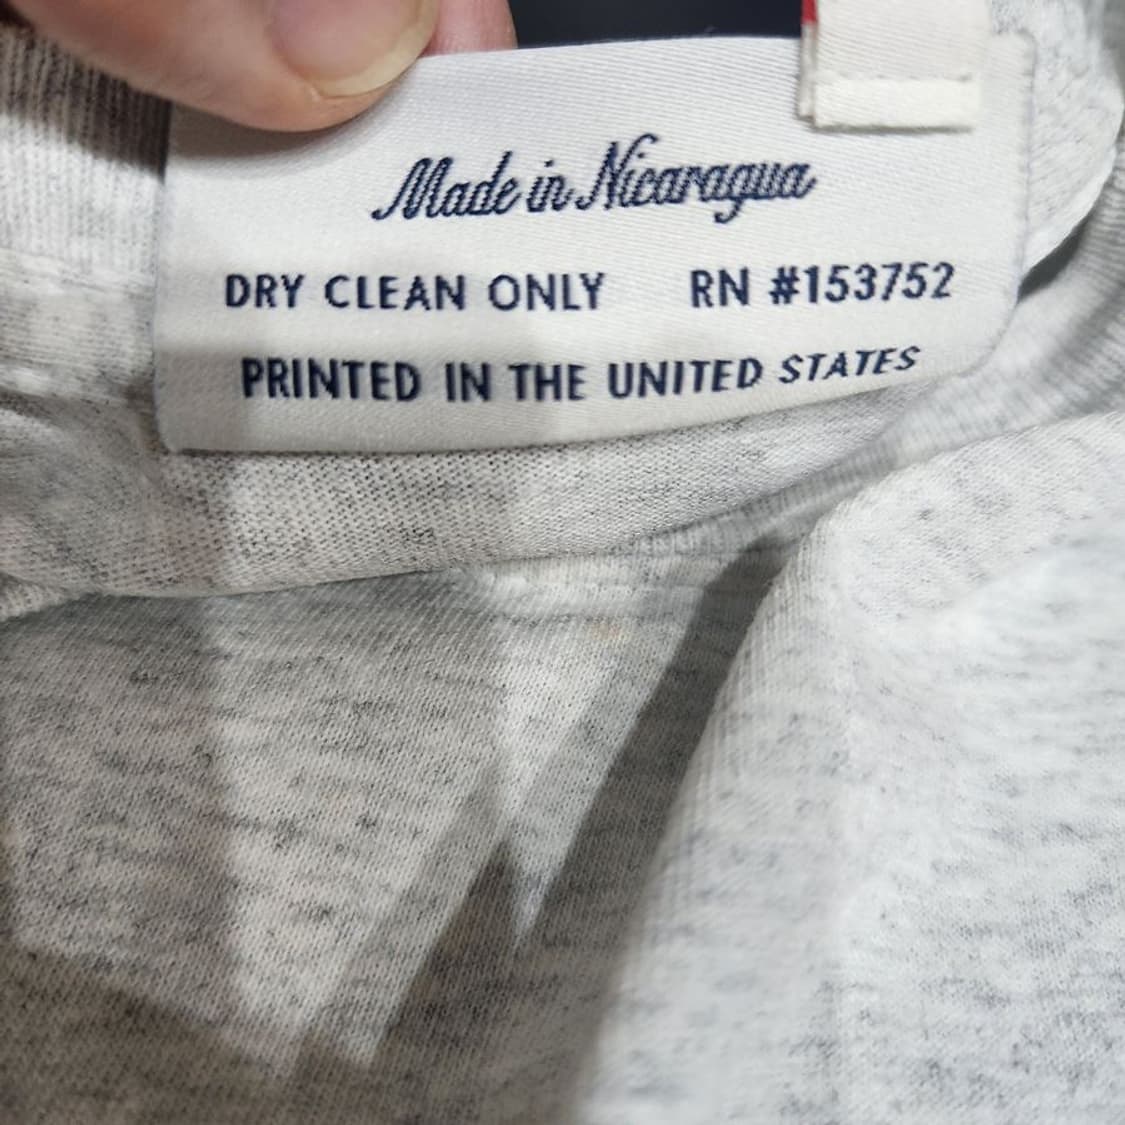 Made in Nicaragua
DRY CLEAN ONLY RN #153752
PRINTED IN THE UNITED STATES